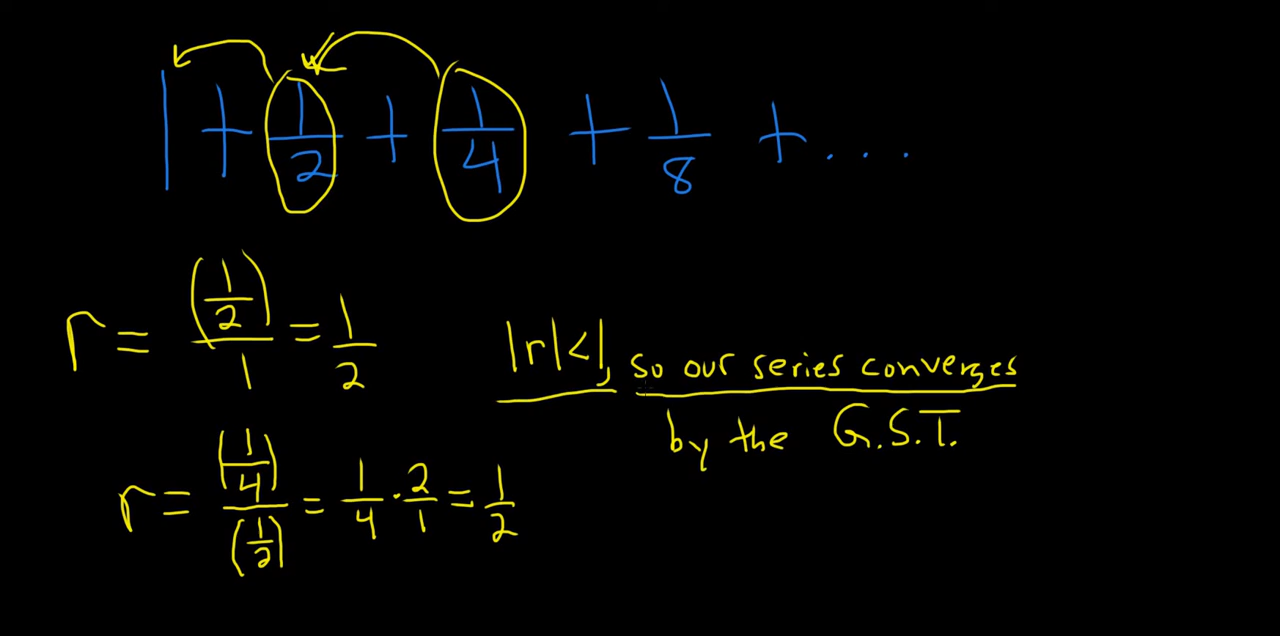 1 + 1/2 + 1/4 + 1/8 + ...
r = (1/2)/1 = 1/2
|r|<1, so our series converges
by the G.S.T.
r = (1/4)/(1/2) = 1/4 · 2/1 = 1/2